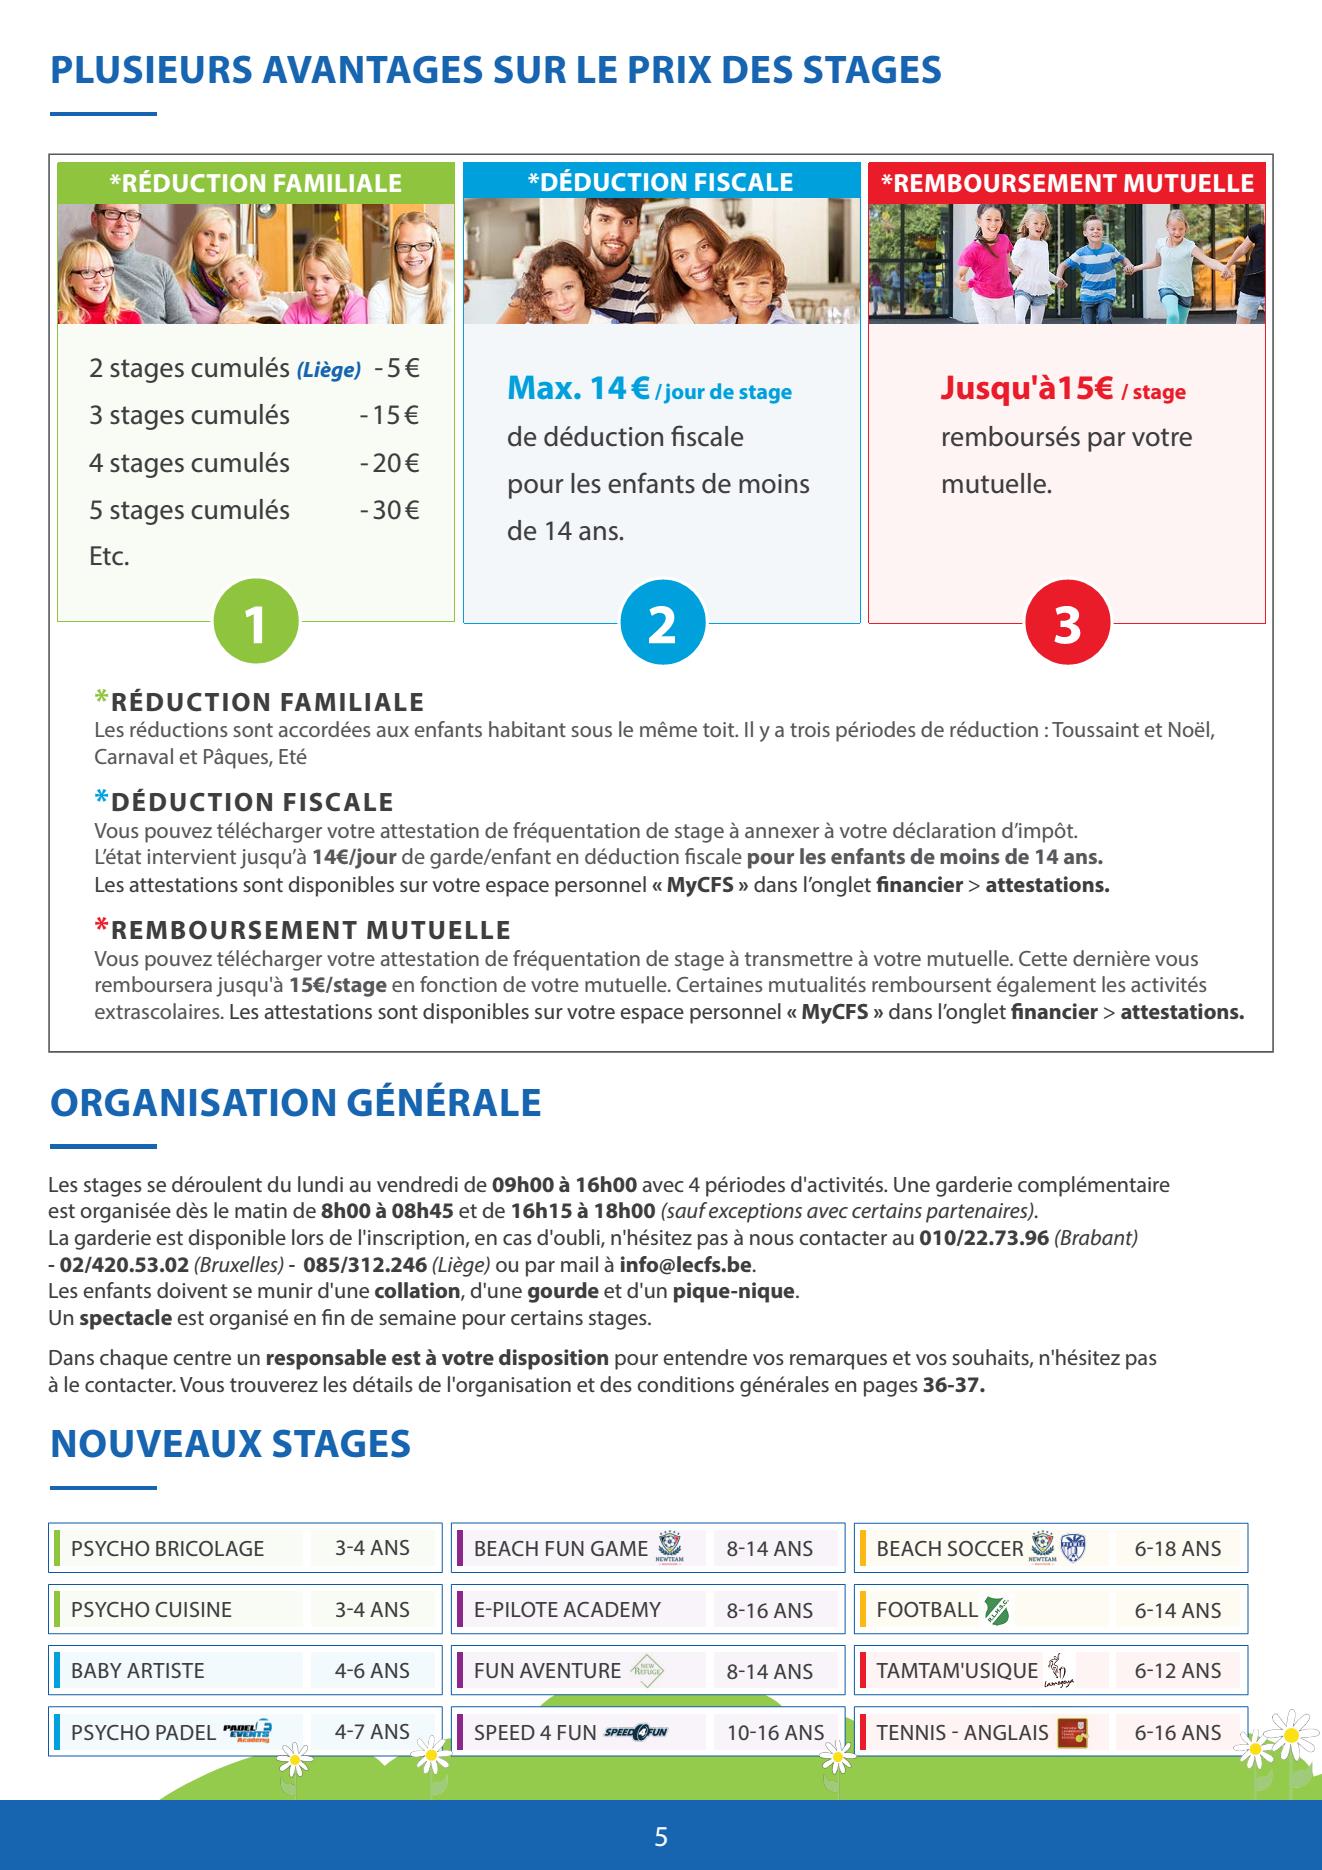 PLUSIEURS AVANTAGES SUR LE PRIX DES STAGES
*RÉDUCTION FAMILIALE
2 stages cumulés (Liège) - 5 €
3 stages cumulés - 15 €
4 stages cumulés - 20 €
5 stages cumulés - 30 €
Etc.
1
*DÉDUCTION FISCALE
Max. 14 € / jour de stage
de déduction fiscale
pour les enfants de moins
de 14 ans.
2
*REMBOURSEMENT MUTUELLE
Jusqu'à15€ / stage
remboursés par votre
mutuelle.
3
*RÉDUCTION FAMILIALE
Les réductions sont accordées aux enfants habitant sous le même toit. Il y a trois périodes de réduction : Toussaint et Noël,
Carnaval et Pâques, Eté
*DÉDUCTION FISCALE
Vous pouvez télécharger votre attestation de fréquentation de stage à annexer à votre déclaration d’impôt.
L’état intervient jusqu’à 14€/jour de garde/enfant en déduction fiscale pour les enfants de moins de 14 ans.
Les attestations sont disponibles sur votre espace personnel « MyCFS » dans l’onglet financier > attestations.
*REMBOURSEMENT MUTUELLE
Vous pouvez télécharger votre attestation de fréquentation de stage à transmettre à votre mutuelle. Cette dernière vous
remboursera jusqu'à 15€/stage en fonction de votre mutuelle. Certaines mutualités remboursent également les activités
extrascolaires. Les attestations sont disponibles sur votre espace personnel « MyCFS » dans l’onglet financier > attestations.
ORGANISATION GÉNÉRALE
Les stages se déroulent du lundi au vendredi de 09h00 à 16h00 avec 4 périodes d'activités. Une garderie complémentaire
est organisée dès le matin de 8h00 à 08h45 et de 16h15 à 18h00 (sauf exceptions avec certains partenaires).
La garderie est disponible lors de l'inscription, en cas d'oubli, n'hésitez pas à nous contacter au 010/22.73.96 (Brabant)
- 02/420.53.02 (Bruxelles) - 085/312.246 (Liège) ou par mail à info@lecfs.be.
Les enfants doivent se munir d'une collation, d'une gourde et d'un pique-nique.
Un spectacle est organisé en fin de semaine pour certains stages.
Dans chaque centre un responsable est à votre disposition pour entendre vos remarques et vos souhaits, n'hésitez pas
à le contacter. Vous trouverez les détails de l'organisation et des conditions générales en pages 36-37.
NOUVEAUX STAGES
PSYCHO BRICOLAGE 3-4 ANS
PSYCHO CUISINE 3-4 ANS
BABY ARTISTE 4-6 ANS
PSYCHO PADEL PADEL EVENTS Academy 4-7 ANS
BEACH FUN GAME NEWTEAM 8-14 ANS
E-PILOTE ACADEMY 8-16 ANS
FUN AVENTURE NEW REFUGE 8-14 ANS
SPEED 4 FUN SPEED4FUN 10-16 ANS
BEACH SOCCER NEWTEAM 6-18 ANS
FOOTBALL 6-14 ANS
TAMTAM'USIQUE 6-12 ANS
TENNIS - ANGLAIS 6-16 ANS
5